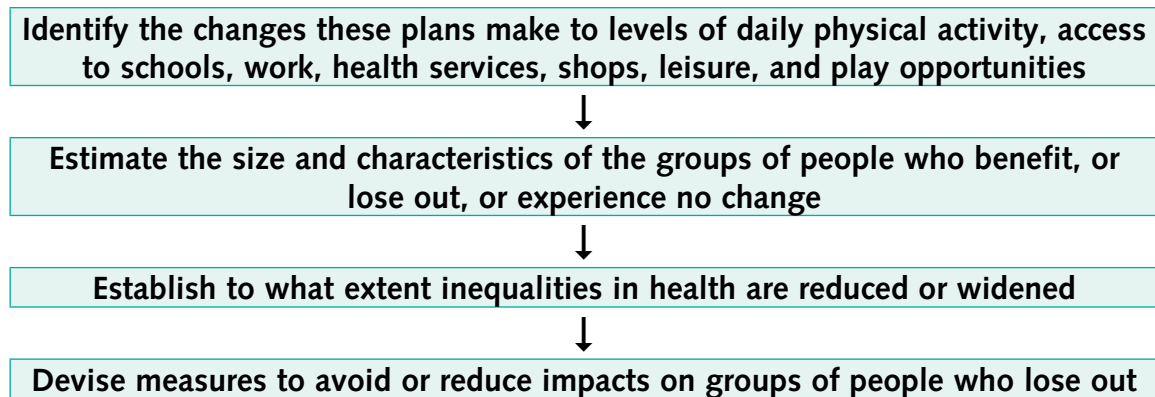 Identify the changes these plans make to levels of daily physical activity, access
to schools, work, health services, shops, leisure, and play opportunities
Estimate the size and characteristics of the groups of people who benefit, or
lose out, or experience no change
Establish to what extent inequalities in health are reduced or widened
Devise measures to avoid or reduce impacts on groups of people who lose out